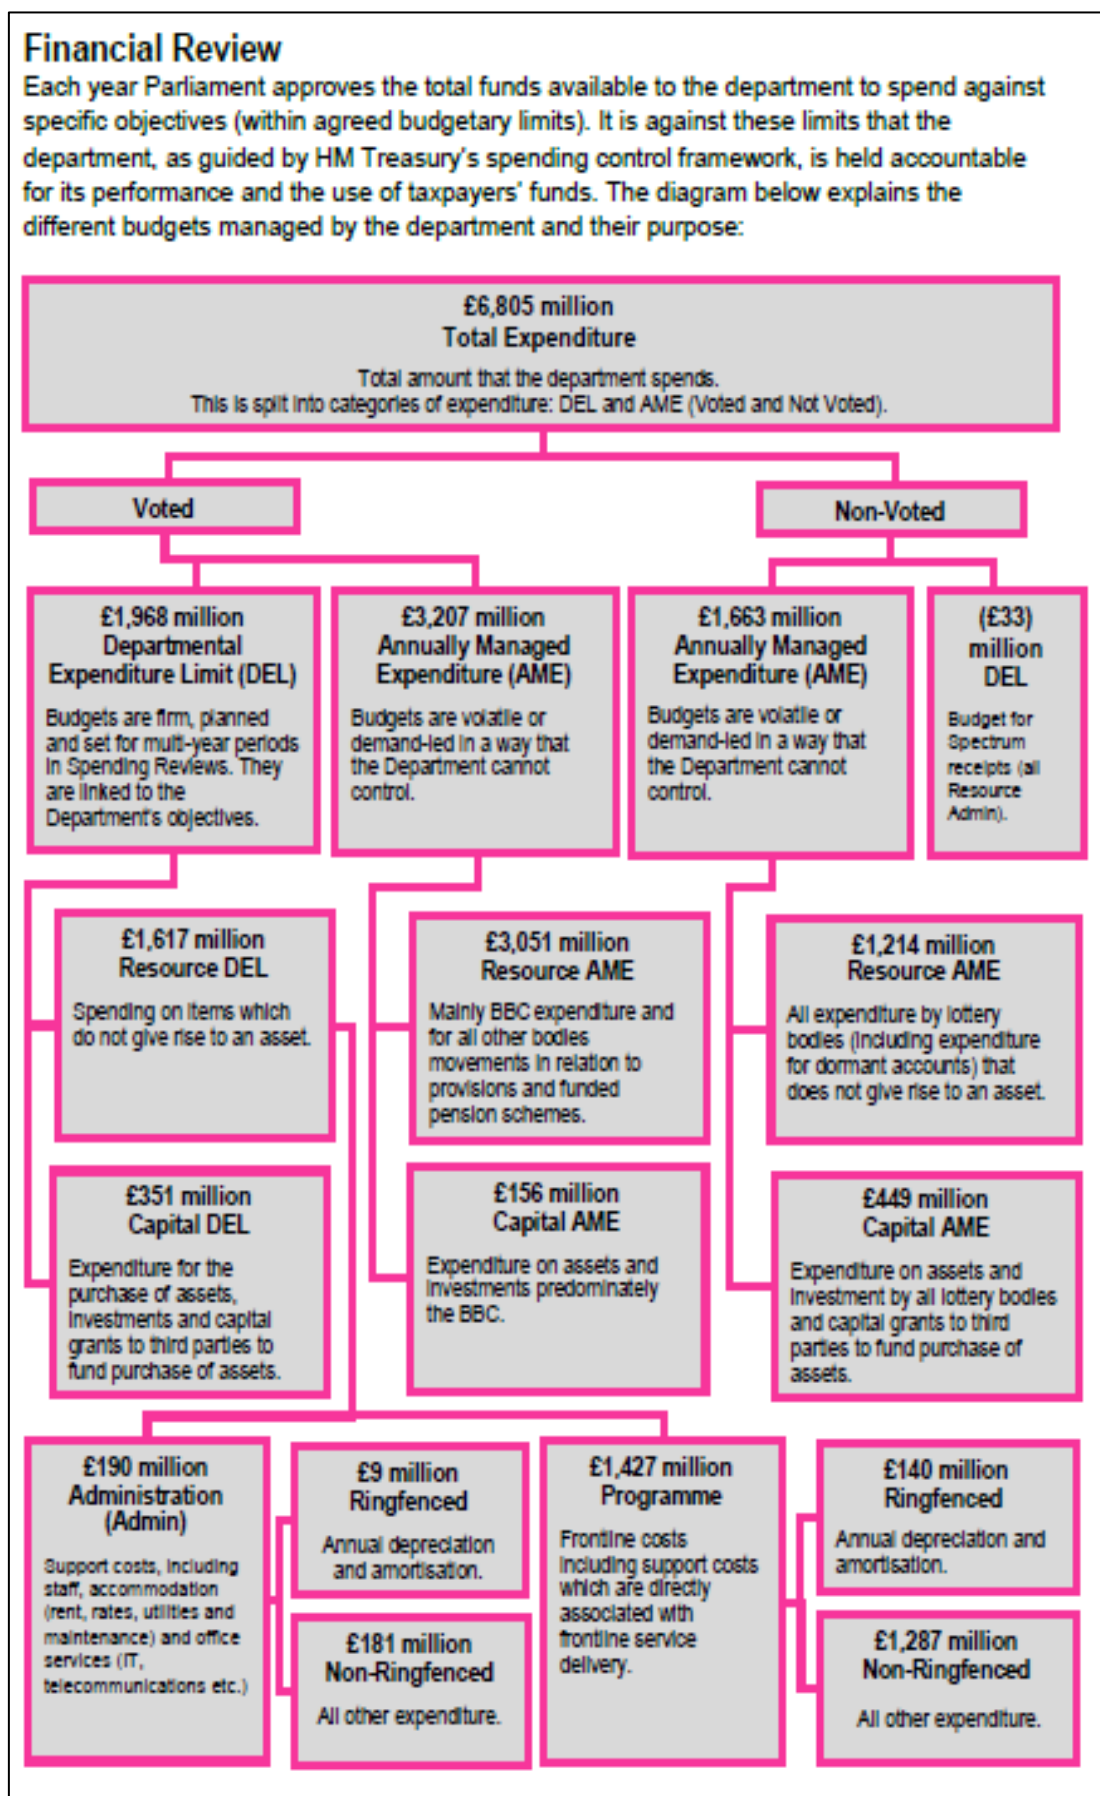 Financial Review
Each year Parliament approves the total funds available to the department to spend against
specific objectives (within agreed budgetary limits). It is against these limits that the
department, as guided by HM Treasury's spending control framework, is held accountable
for its performance and the use of taxpayers' funds. The diagram below explains the
different budgets managed by the department and their purpose:
£6,805 million
Total Expenditure
Total amount that the department spends.
This is split into categories of expenditure: DEL and AME (Voted and Not Voted).
Voted
Non-Voted
£1,968 million
Departmental
Expenditure Limit (DEL)
Budgets are firm, planned
and set for multi-year periods
in Spending Reviews. They
are linked to the
Department's objectives.
£3,207 million
Annually Managed
Expenditure (AME)
Budgets are volatile or
demand-led in a way that
the Department cannot
control.
£1,663 million
Annually Managed
Expenditure (AME)
Budgets are volatile or
demand-led in a way that
the Department cannot
control.
(£33)
million
DEL
Budget for
Spectrum
receipts (all
Resource
Admin).
£1,617 million
Resource DEL
Spending on items which
do not give rise to an asset.
£3,051 million
Resource AME
Mainly BBC expenditure and
for all other bodies
movements in relation to
provisions and funded
pension schemes.
£1,214 million
Resource AME
All expenditure by lottery
bodies (including expenditure
for dormant accounts) that
does not give rise to an asset.
£351 million
Capital DEL
Expenditure for the
purchase of assets,
investments and capital
grants to third parties to
fund purchase of assets.
£156 million
Capital AME
Expenditure on assets and
investments predominately
the BBC.
£449 million
Capital AME
Expenditure on assets and
investment by all lottery bodies
and capital grants to third
parties to fund purchase of
assets.
£190 million
Administration
(Admin)
Support costs, including
staff, accommodation
(rent, rates, utilities and
maintenance) and office
services (IT,
telecommunications etc.)
£9 million
Ringfenced
Annual depreciation
and amortisation.
£181 million
Non-Ringfenced
All other expenditure.
£1,427 million
Programme
Frontline costs
including support costs
which are directly
associated with
frontline service
delivery.
£140 million
Ringfenced
Annual depreciation and
amortisation.
£1,287 million
Non-Ringfenced
All other expenditure.